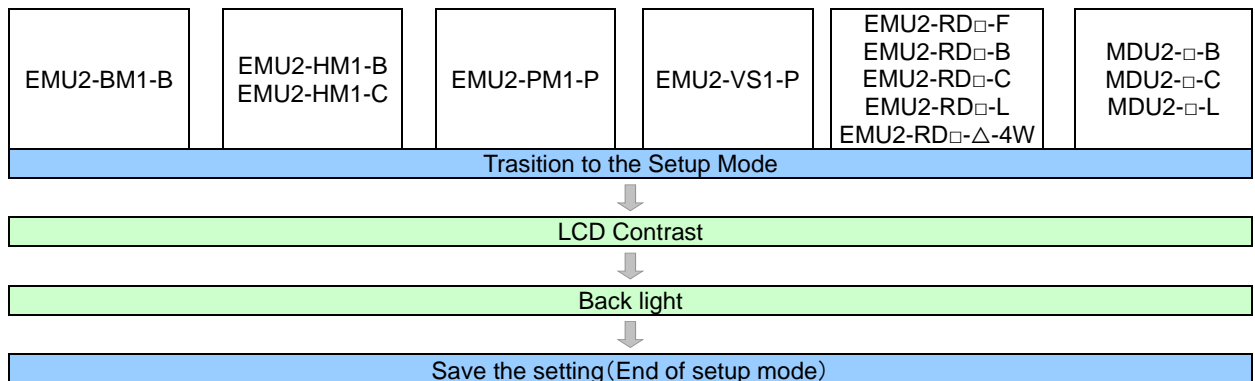 EMU2-BM1-B
EMU2-HM1-B
EMU2-HM1-C
EMU2-PM1-P
EMU2-VS1-P
EMU2-RD□-F
EMU2-RD□-B
EMU2-RD□-C
EMU2-RD□-L
EMU2-RD□-△-4W
MDU2-□-B
MDU2-□-C
MDU2-□-L
Trasition to the Setup Mode
LCD Contrast
Back light
Save the setting（End of setup mode）